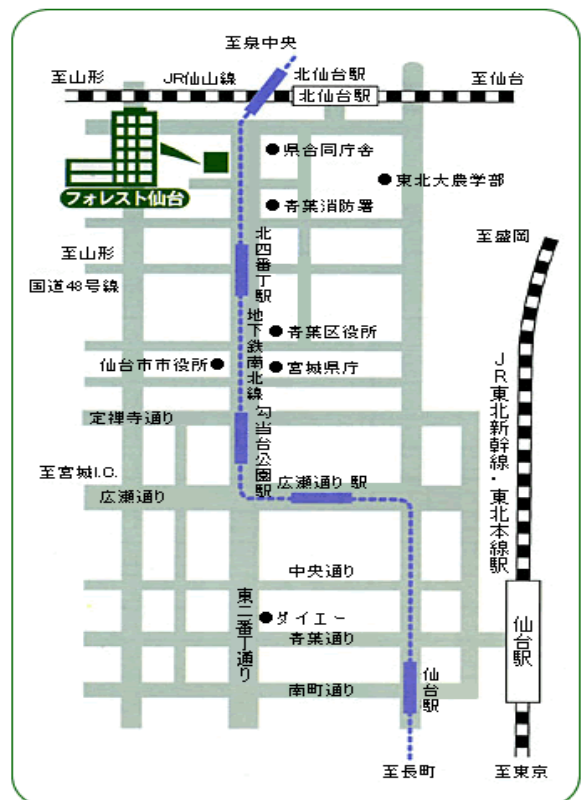 至泉中央
至山形
JR仙山線
北仙台駅
至仙台
北仙台駅
県合同庁舎
東北大農学部
フォレスト仙台
青葉消防署
至盛岡
至山形
国道48号線
北四番丁駅
地下鉄南北線
青葉区役所
仙台市市役所
宮城県庁
JR東北新幹線・東北本線駅
定禅寺通り
勾当台公園駅
至宮城I.C.
広瀬通り
広瀬通り 駅
中央通り
東二番丁通り
ダイエー
青葉通り
仙台駅
仙台駅
南町通り
至長町
至東京